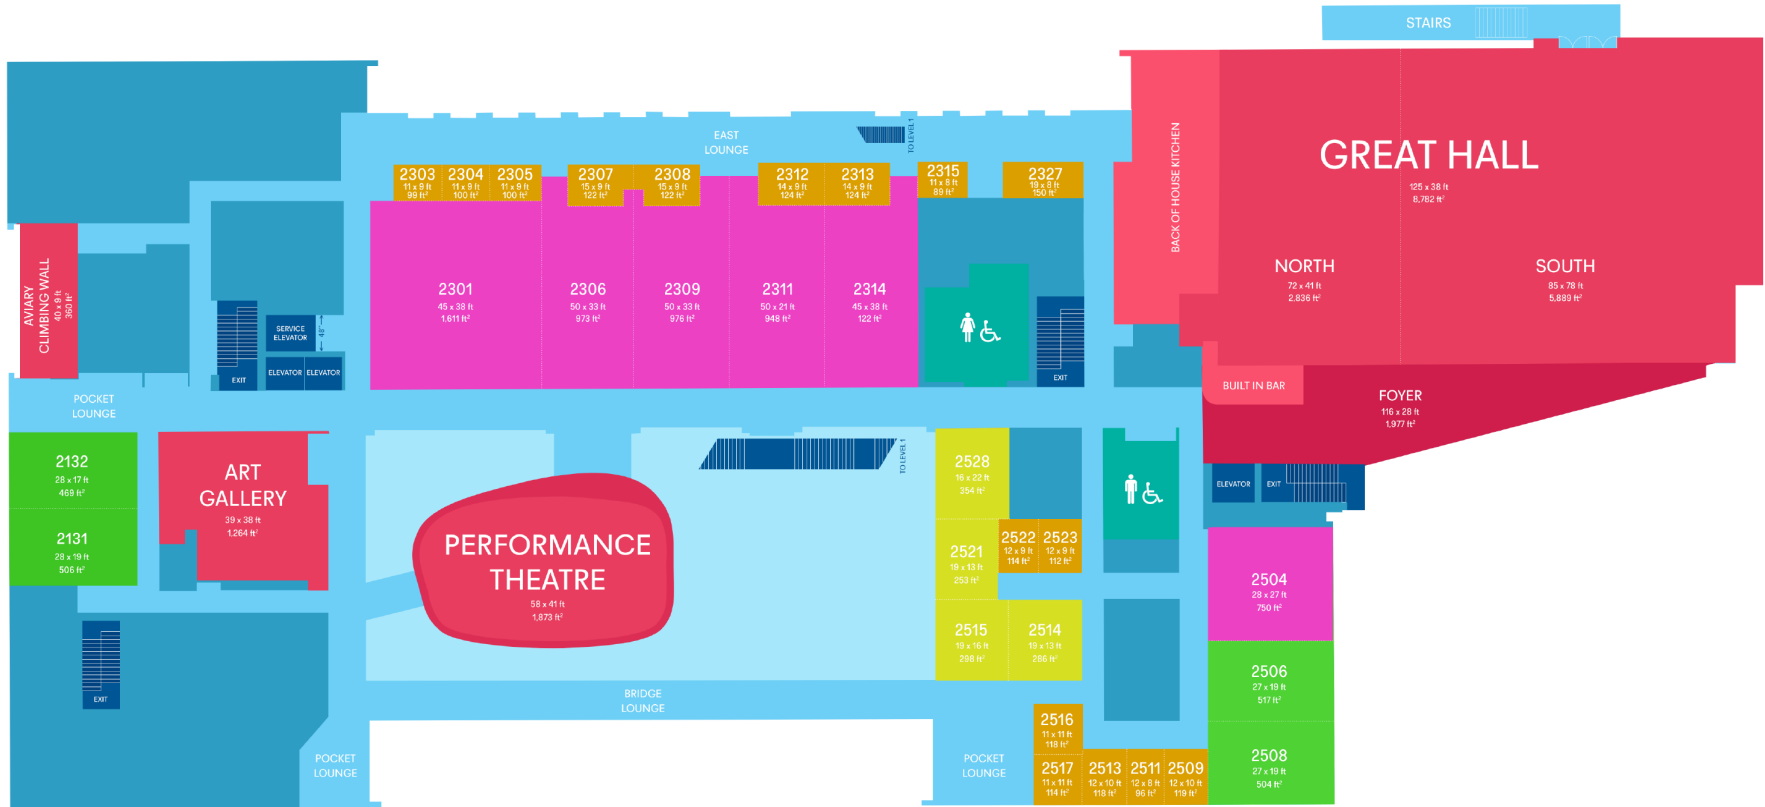 STAIRS
EAST
LOUNGE
TO LEVEL 1
2303
11 x 9 ft
99 ft²
2304
11 x 9 ft
100 ft²
2305
11 x 9 ft
100 ft²
2307
15 x 9 ft
122 ft²
2308
15 x 9 ft
122 ft²
2312
14 x 9 ft
124 ft²
2313
14 x 9 ft
124 ft²
2315
11 x 8 ft
89 ft²
2327
19 x 8 ft
150 ft²
BACK OF HOUSE KITCHEN
GREAT HALL
125 x 38 ft
8,782 ft²
NORTH
72 x 41 ft
2.836 ft²
SOUTH
85 x 78 ft
5,889 ft²
AVIARY
CLIMBING WALL
40 x 9 ft
360 ft²
2301
45 x 38 ft
1,611 ft²
2306
50 x 33 ft
973 ft²
2309
50 x 33 ft
976 ft²
2311
50 x 21 ft
948 ft²
2314
45 x 38 ft
122 ft²
SERVICE
ELEVATOR
48"
EXIT
ELEVATOR
ELEVATOR
EXIT
BUILT IN BAR
FOYER
116 x 28 ft
1,977 ft²
POCKET
LOUNGE
2132
28 x 17 ft
469 ft²
2131
28 x 19 ft
506 ft²
ART
GALLERY
39 x 38 ft
1.264 ft²
PERFORMANCE
THEATRE
58 x 41 ft
1,873 ft²
TO LEVEL 1
2528
16 x 22 ft
354 ft²
2521
19 x 13 ft
253 ft²
2522
12 x 9 ft
114 ft²
2523
12 x 9 ft
112 ft²
2515
19 x 16 ft
298 ft²
2514
19 x 13 ft
286 ft²
ELEVATOR
EXIT
2504
28 x 27 ft
750 ft²
2506
27 x 19 ft
517 ft²
2508
27 x 19 ft
504 ft²
EXIT
BRIDGE
LOUNGE
POCKET
LOUNGE
POCKET
LOUNGE
2516
11 x 11 ft
118 ft²
2517
11 x 11 ft
114 ft²
2513
12 x 10 ft
118 ft²
2511
12 x 8 ft
96 ft²
2509
12 x 10 ft
119 ft²